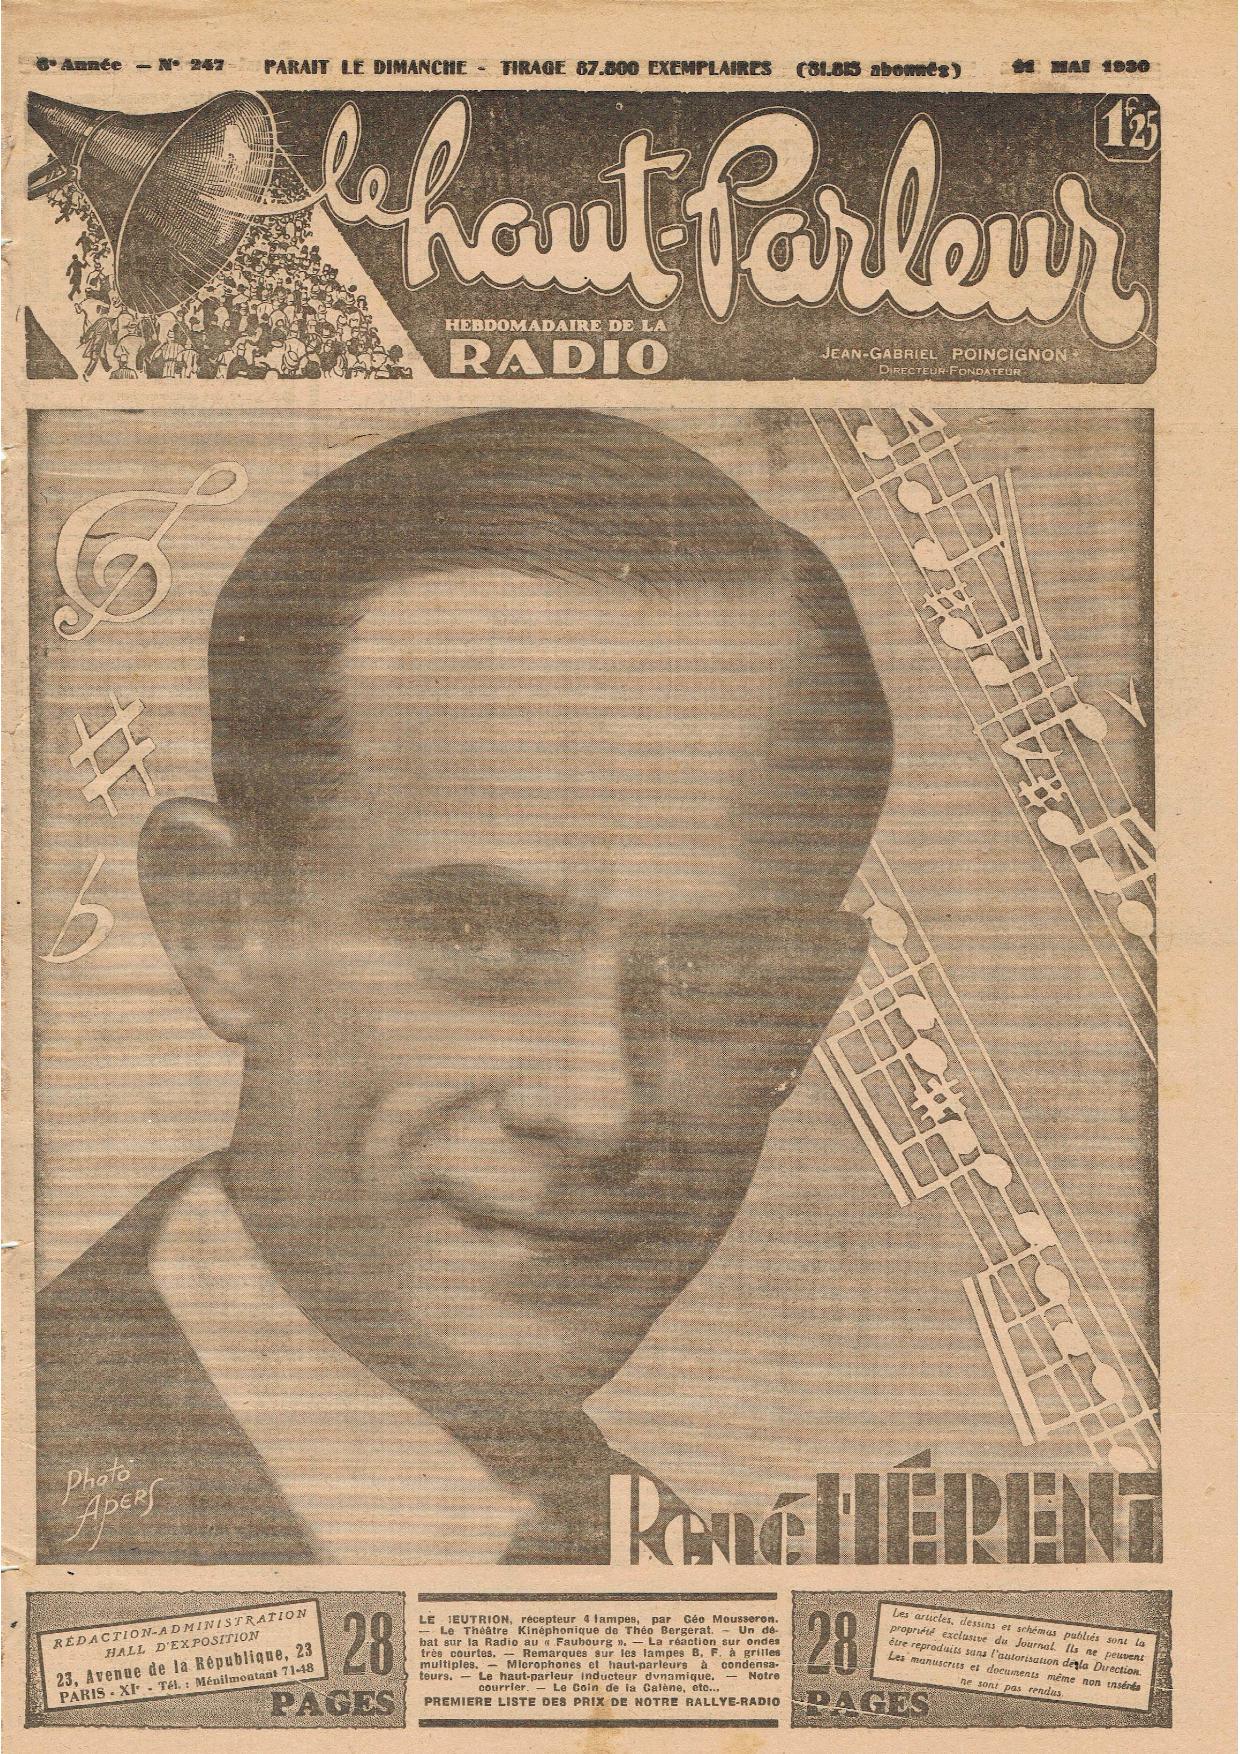 6e Année — N° 247 PARAIT LE DIMANCHE - TIRAGE 87.800 EXEMPLAIRES (31.815 abonnés) MAI 1930
1fr25
le haut-Parleur
HEBDOMADAIRE DE LA
RADIO
JEAN-GABRIEL POINCIGNON
DIRECTEUR-FONDATEUR
Photo
APERS
René HÉRENT
RÉDACTION-ADMINISTRATION
HALL D'EXPOSITION
23, Avenue de la République, 23
PARIS - XIe - Tél. : Ménilmontant 71-48
28
PAGES
LE IEUTRION, récepteur 4 lampes, par Géo Mousseron.
— Le Théâtre Kinéphonique de Théo Bergerat. — Un dé-
bat sur la Radio au « Faubourg ». — La réaction sur ondes
très courtes. — Remarques sur les lampes B. F. à grilles
multiples. — Microphones et haut-parleurs à condensa-
teurs. — Le haut-parleur inducteur dynamique. — Notre
courrier. — Le Coin de la Galène, etc...
PREMIERE LISTE DES PRIX DE NOTRE RALLYE-RADIO
28
PAGES
Les articles, dessins et schémas publiés sont la
propriété exclusive du Journal. Ils ne peuvent
être reproduits sans l'autorisation de la Direction.
Les manuscrits et documents même non insérés
ne sont pas rendus.